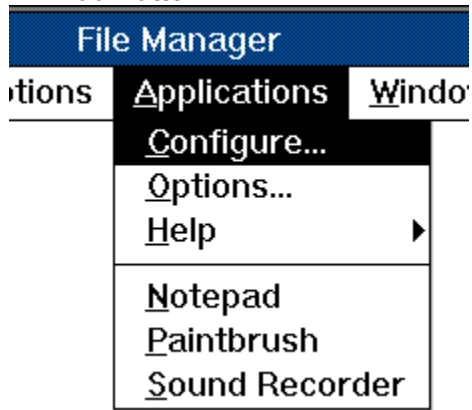 File Manager
tions Applications Windo
Configure...
Options...
Help
Notepad
Paintbrush
Sound Recorder